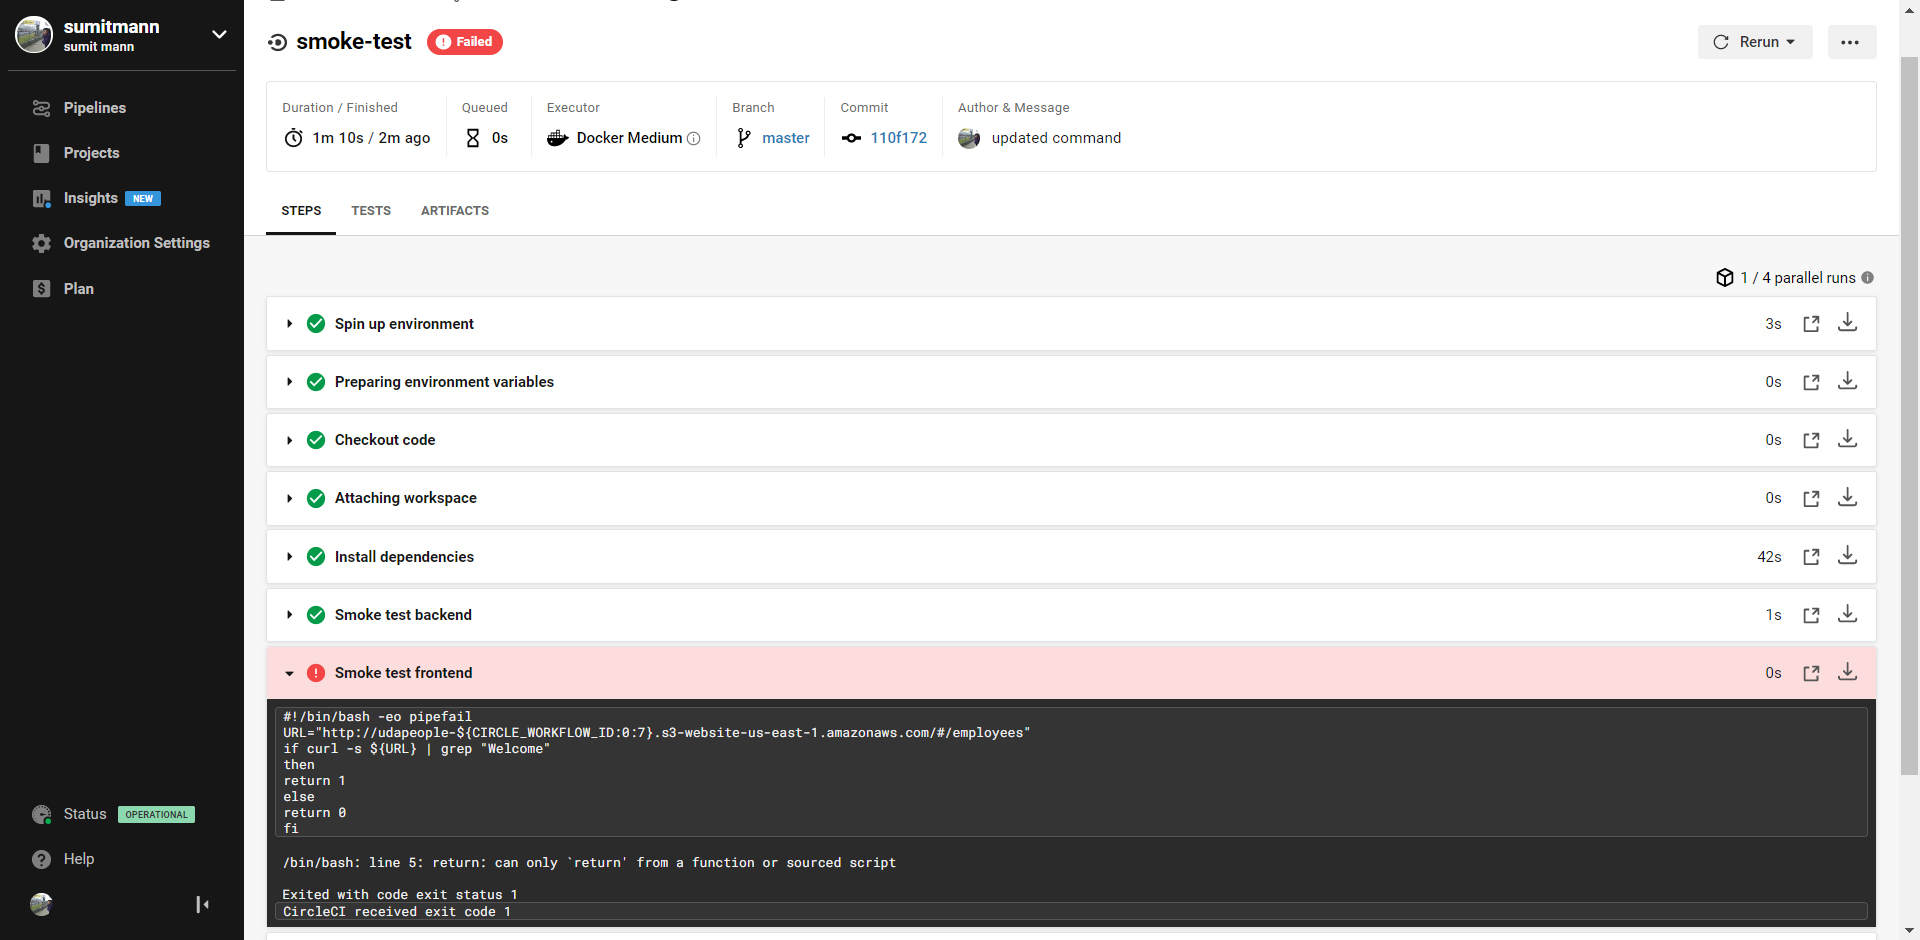 sumitmann
sumit mann
Pipelines
Projects
Insights NEW
Organization Settings
Plan
Status OPERATIONAL
Help
smoke-test Failed
Rerun
Duration / Finished
1m 10s / 2m ago
Queued
0s
Executor
Docker Medium
Branch
master
Commit
110f172
Author & Message
updated command
STEPS TESTS ARTIFACTS
1 / 4 parallel runs
Spin up environment 3s
Preparing environment variables 0s
Checkout code 0s
Attaching workspace 0s
Install dependencies 42s
Smoke test backend 1s
Smoke test frontend 0s
#!/bin/bash -eo pipefail
URL="http://udapeople-${CIRCLE_WORKFLOW_ID:0:7}.s3-website-us-east-1.amazonaws.com/#/employees"
if curl -s ${URL} | grep "Welcome"
then
return 1
else
return 0
fi
/bin/bash: line 5: return: can only `return' from a function or sourced script
Exited with code exit status 1
CircleCI received exit code 1